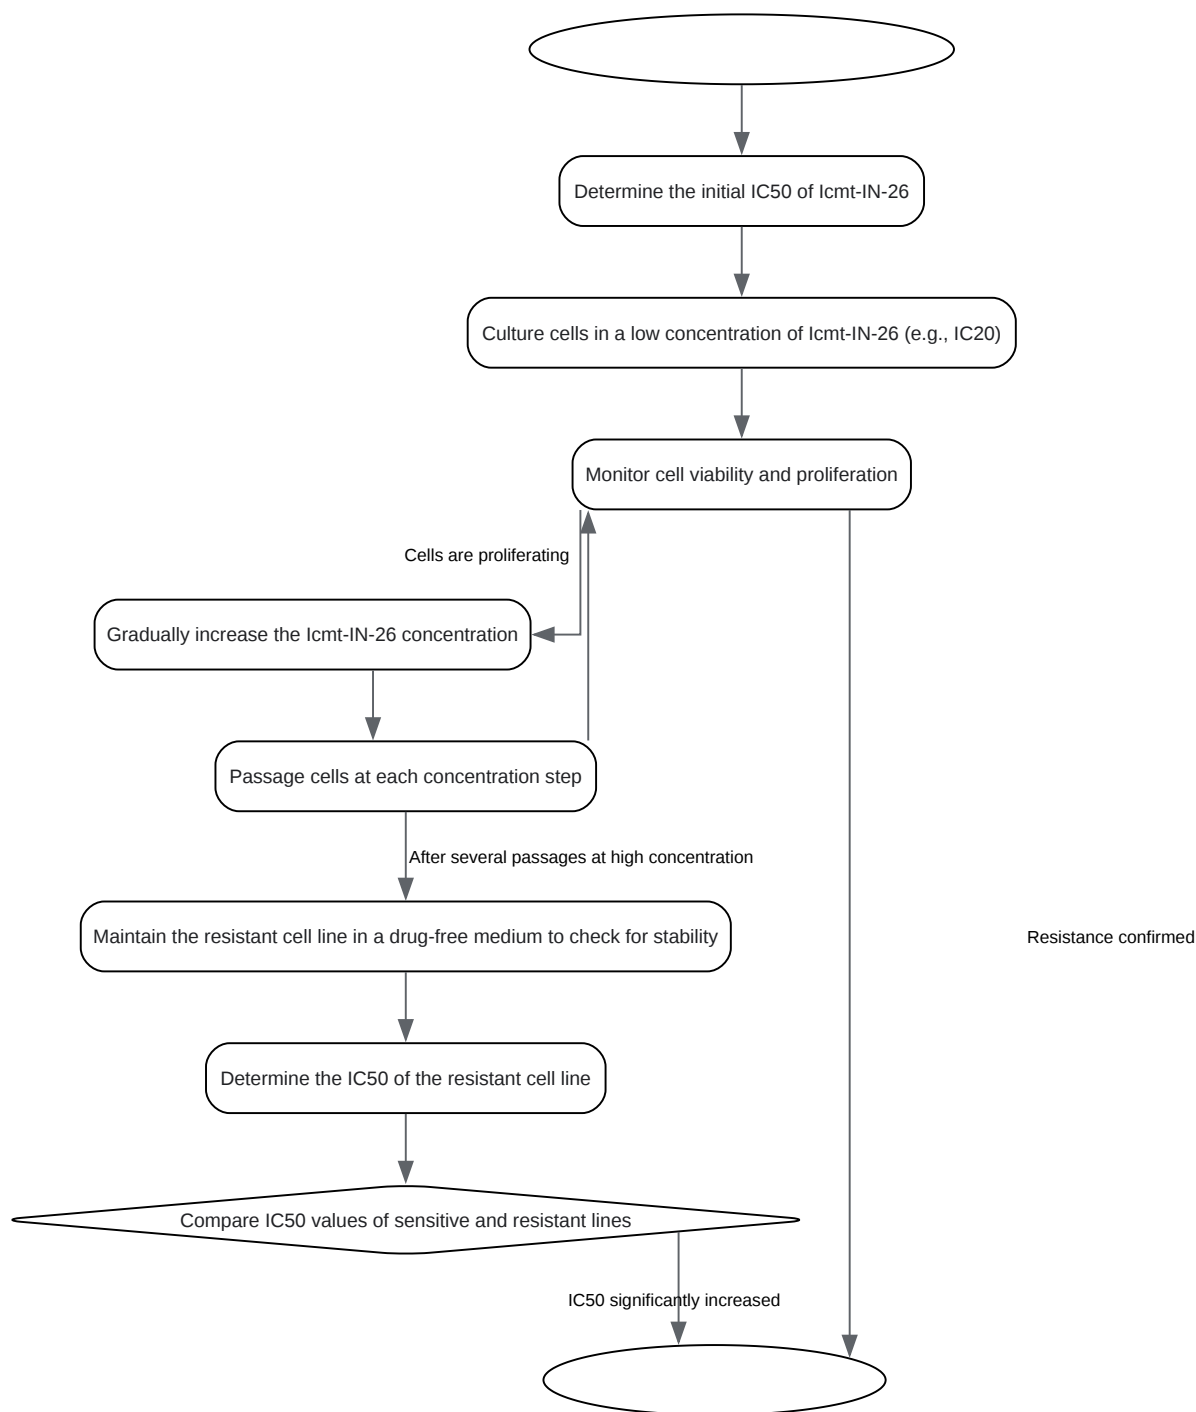 Determine the initial IC50 of Icmt-IN-26
Culture cells in a low concentration of Icmt-IN-26 (e.g., IC20)
Monitor cell viability and proliferation
Cells are proliferating
Gradually increase the Icmt-IN-26 concentration
Passage cells at each concentration step
After several passages at high concentration
Maintain the resistant cell line in a drug-free medium to check for stability
Resistance confirmed
Determine the IC50 of the resistant cell line
Compare IC50 values of sensitive and resistant lines
IC50 significantly increased